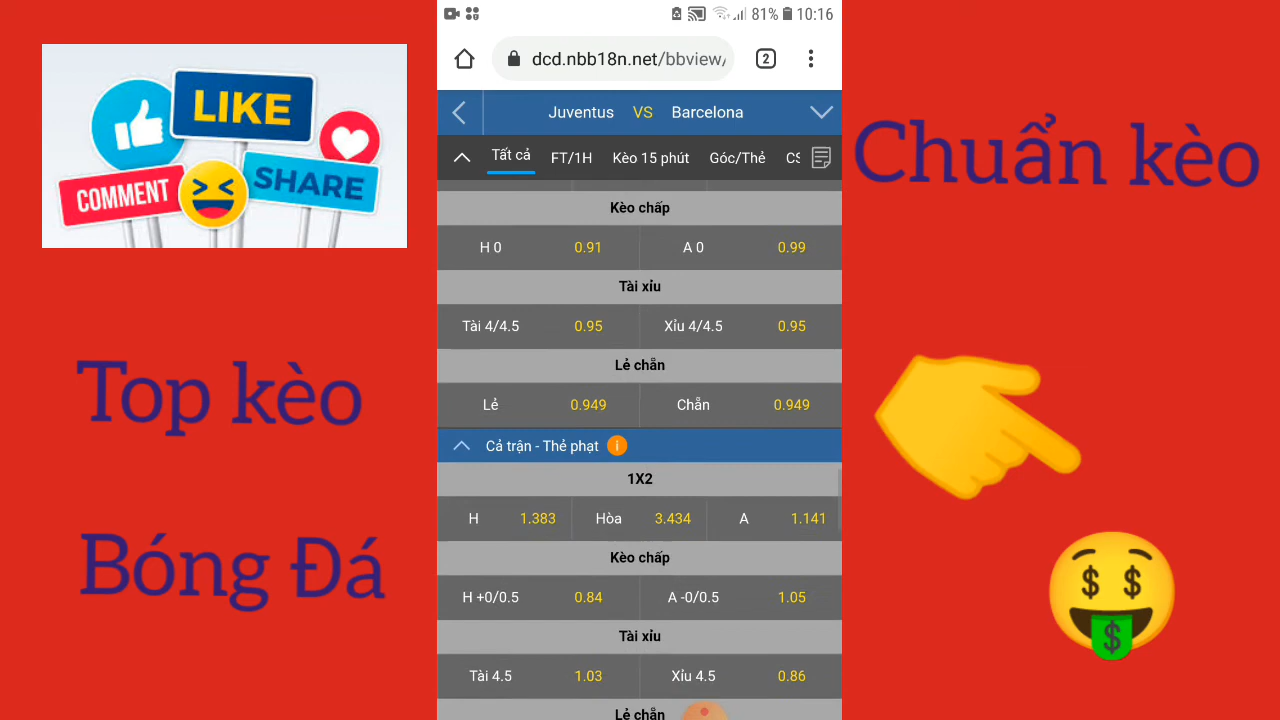 81% 10:16
dcd.nbb18n.net/bbview/
2
Juventus VS Barcelona
Tất cả FT/1H Kèo 15 phút Góc/Thẻ CS
Kèo chấp
H 0 0.91 A 0 0.99
Tài xỉu
Tài 4/4.5 0.95 Xỉu 4/4.5 0.95
Lẻ chẵn
Lẻ 0.949 Chẵn 0.949
Cả trận - Thẻ phạt i
1X2
H 1.383 Hòa 3.434 A 1.141
Kèo chấp
H +0/0.5 0.84 A -0/0.5 1.05
Tài xỉu
Tài 4.5 1.03 Xỉu 4.5 0.86
Lẻ chẵn
LIKE
COMMENT
SHARE
Top kèo
Bóng Đá
Chuẩn kèo